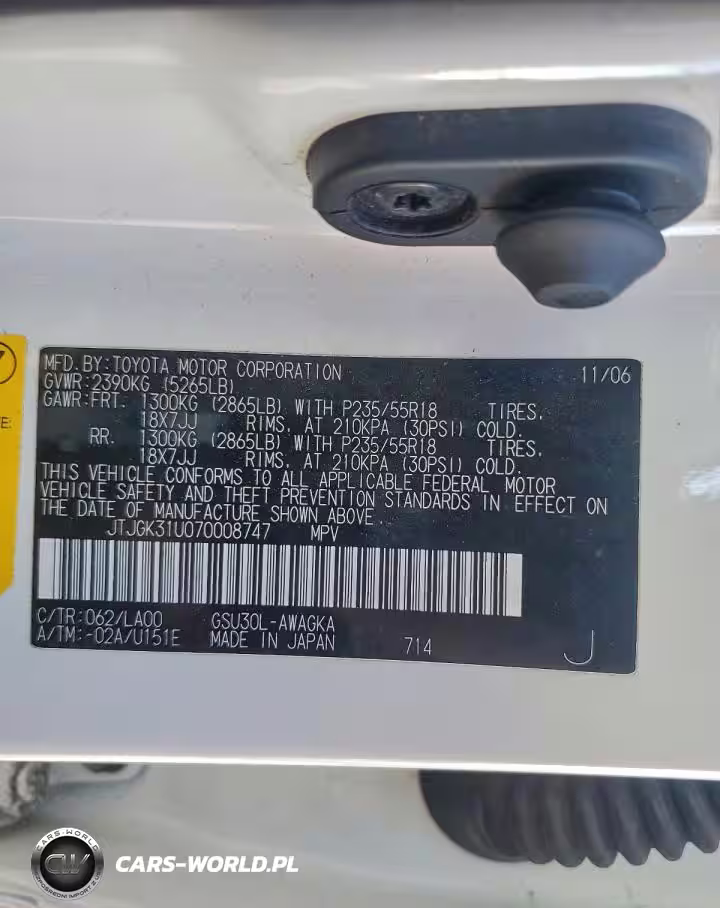 MFD. BY: TOYOTA MOTOR CORPORATION 11/06
GVWR: 2390KG (5265LB)
GAWR: FRT. 1300KG (2865LB) WITH P235/55R18 TIRES,
18X7JJ RIMS, AT 210KPA (30PSI) COLD.
RR. 1300KG (2865LB) WITH P235/55R18 TIRES,
18X7JJ RIMS, AT 210KPA (30PSI) COLD.
THIS VEHICLE CONFORMS TO ALL APPLICABLE FEDERAL MOTOR
VEHICLE SAFETY AND THEFT PREVENTION STANDARDS IN EFFECT ON
THE DATE OF MANUFACTURE SHOWN ABOVE.
JTJGK31U070008747 MPV
C/TR: 062/LA00 GSU30L-AWAGKA
A/TM: -02A/U151E MADE IN JAPAN 714 J
CARS-WORLD
CW
CARS-WORLD.PL